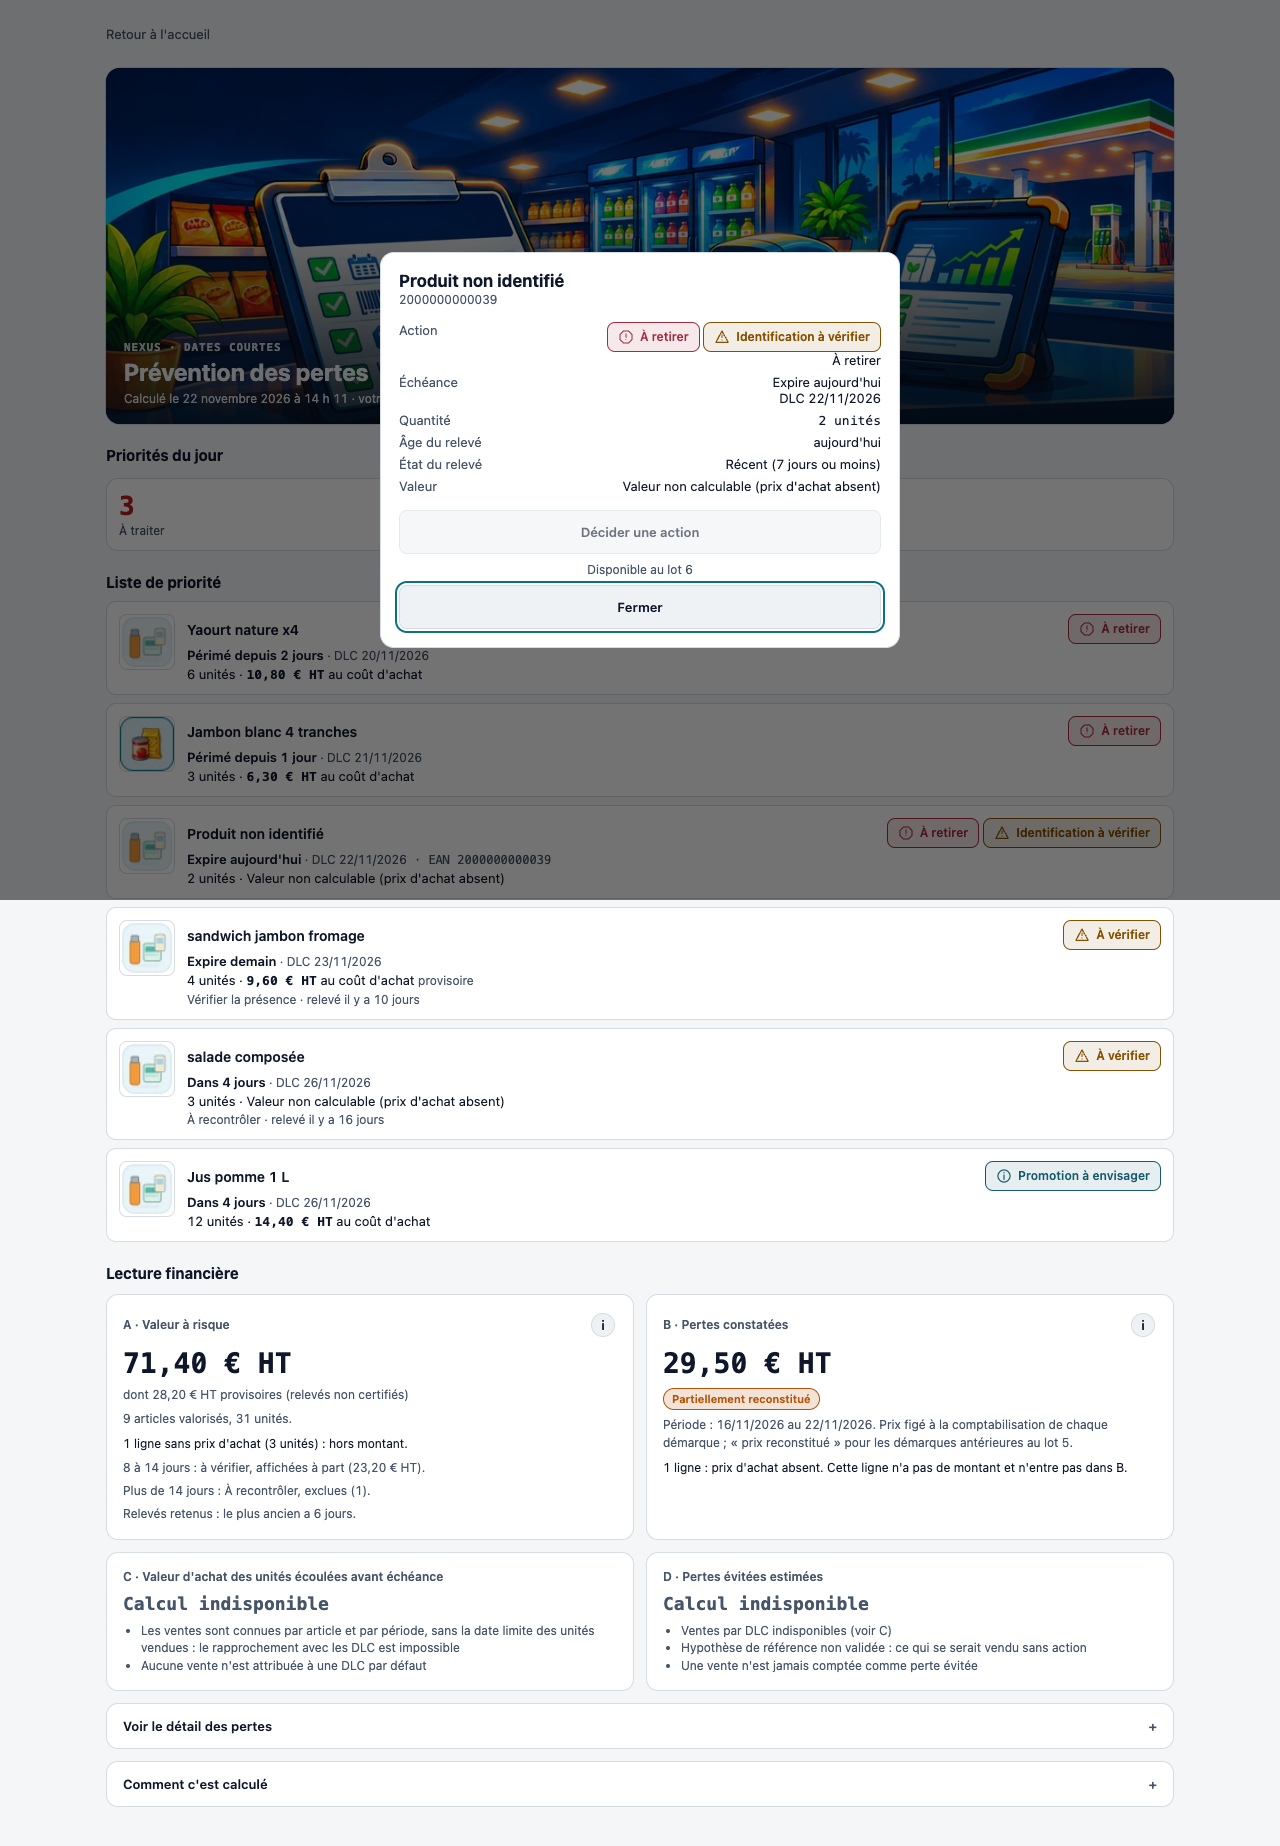 Retour à l'accueil
NEXUS · DATES COURTES
Prévention des pertes
Calculé le 22 novembre 2026 à 14 h 11 · votr
Priorités du jour
3
À traiter
Liste de priorité
Produit non identifié
2000000000039
Action
À retirer
Identification à vérifier
À retirer
Échéance
Expire aujourd'hui
DLC 22/11/2026
Quantité
2 unités
Âge du relevé
aujourd'hui
État du relevé
Récent (7 jours ou moins)
Valeur
Valeur non calculable (prix d'achat absent)
Décider une action
Disponible au lot 6
Fermer
Yaourt nature x4
À retirer
Périmé depuis 2 jours · DLC 20/11/2026
6 unités · 10,80 € HT au coût d'achat
Jambon blanc 4 tranches
À retirer
Périmé depuis 1 jour · DLC 21/11/2026
3 unités · 6,30 € HT au coût d'achat
Produit non identifié
À retirer
Identification à vérifier
Expire aujourd'hui · DLC 22/11/2026 · EAN 2000000000039
2 unités · Valeur non calculable (prix d'achat absent)
sandwich jambon fromage
À vérifier
Expire demain · DLC 23/11/2026
4 unités · 9,60 € HT au coût d'achat provisoire
Vérifier la présence · relevé il y a 10 jours
salade composée
À vérifier
Dans 4 jours · DLC 26/11/2026
3 unités · Valeur non calculable (prix d'achat absent)
À recontrôler · relevé il y a 16 jours
Jus pomme 1 L
Promotion à envisager
Dans 4 jours · DLC 26/11/2026
12 unités · 14,40 € HT au coût d'achat
Lecture financière
A · Valeur à risque
i
71,40 € HT
dont 28,20 € HT provisoires (relevés non certifiés)
9 articles valorisés, 31 unités.
1 ligne sans prix d'achat (3 unités) : hors montant.
8 à 14 jours : à vérifier, affichées à part (23,20 € HT).
Plus de 14 jours : À recontrôler, exclues (1).
Relevés retenus : le plus ancien a 6 jours.
B · Pertes constatées
i
29,50 € HT
Partiellement reconstitué
Période : 16/11/2026 au 22/11/2026. Prix figé à la comptabilisation de chaque
démarque ; « prix reconstitué » pour les démarques antérieures au lot 5.
1 ligne : prix d'achat absent. Cette ligne n'a pas de montant et n'entre pas dans B.
C · Valeur d'achat des unités écoulées avant échéance
Calcul indisponible
• Les ventes sont connues par article et par période, sans la date limite des unités
vendues : le rapprochement avec les DLC est impossible
• Aucune vente n'est attribuée à une DLC par défaut
D · Pertes évitées estimées
Calcul indisponible
• Ventes par DLC indisponibles (voir C)
• Hypothèse de référence non validée : ce qui se serait vendu sans action
• Une vente n'est jamais comptée comme perte évitée
Voir le détail des pertes
+
Comment c'est calculé
+